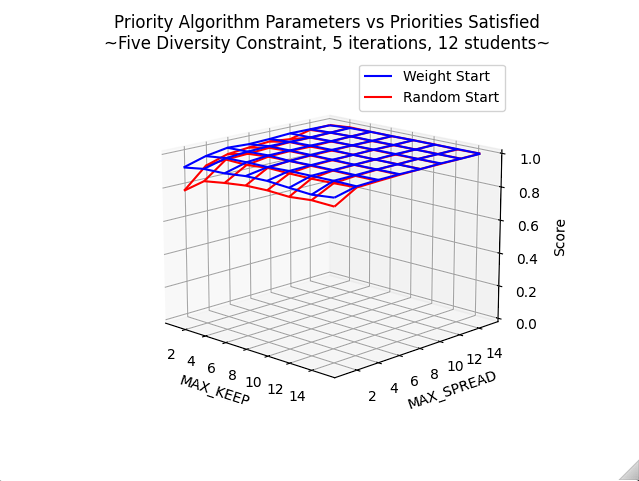 Priority Algorithm Parameters vs Priorities Satisfied
~Five Diversity Constraint, 5 iterations, 12 students~
Weight Start
Random Start
1.0
0.8
0.6
0.4
0.2
0.0
Score
2 4 6 8 10 12 14
MAX_KEEP
2 4 6 8 10 12 14
MAX_SPREAD